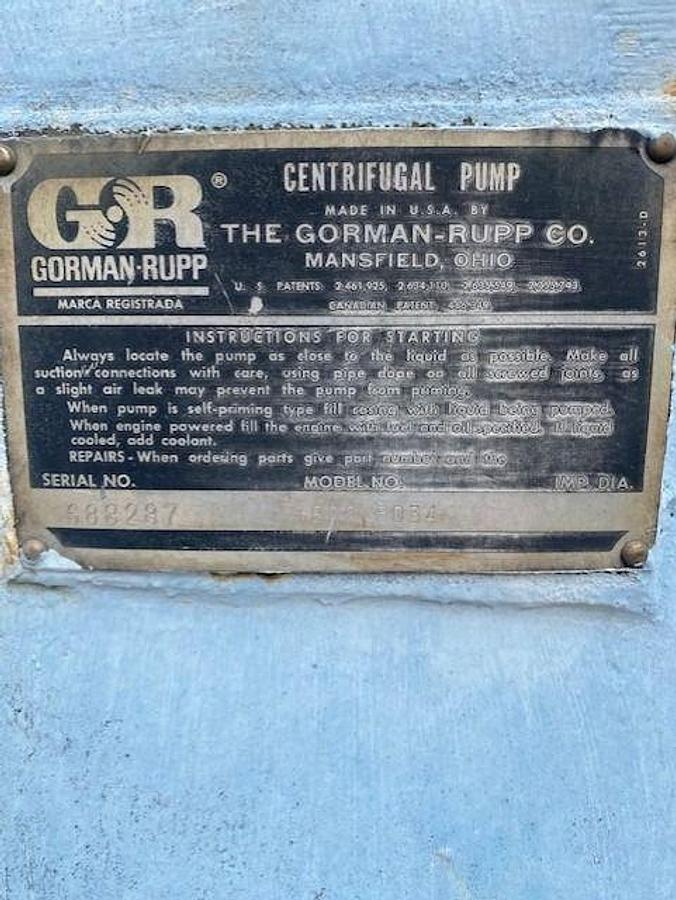 GR®
GORMAN-RUPP
MARCA REGISTRADA
CENTRIFUGAL PUMP
MADE IN U.S.A. BY
THE GORMAN-RUPP CO.
MANSFIELD, OHIO
U. S. PATENTS 2,461,925, 2,634,110,
CANADIAN PATENT
2613-D
INSTRUCTIONS FOR STARTING
Always locate the pump as close to the liquid as possible. Make all
suction connections with care, using pipe dope on all screwed joints, as
a slight air leak may prevent the pump from priming.
When pump is self-priming type fill casing with liquid being pumped.
When engine powered fill the engine with fuel and oil specified. If liquid
cooled, add coolant.
REPAIRS - When ordering parts give part number and the
SERIAL NO. MODEL NO. IMP. DIA.
688287